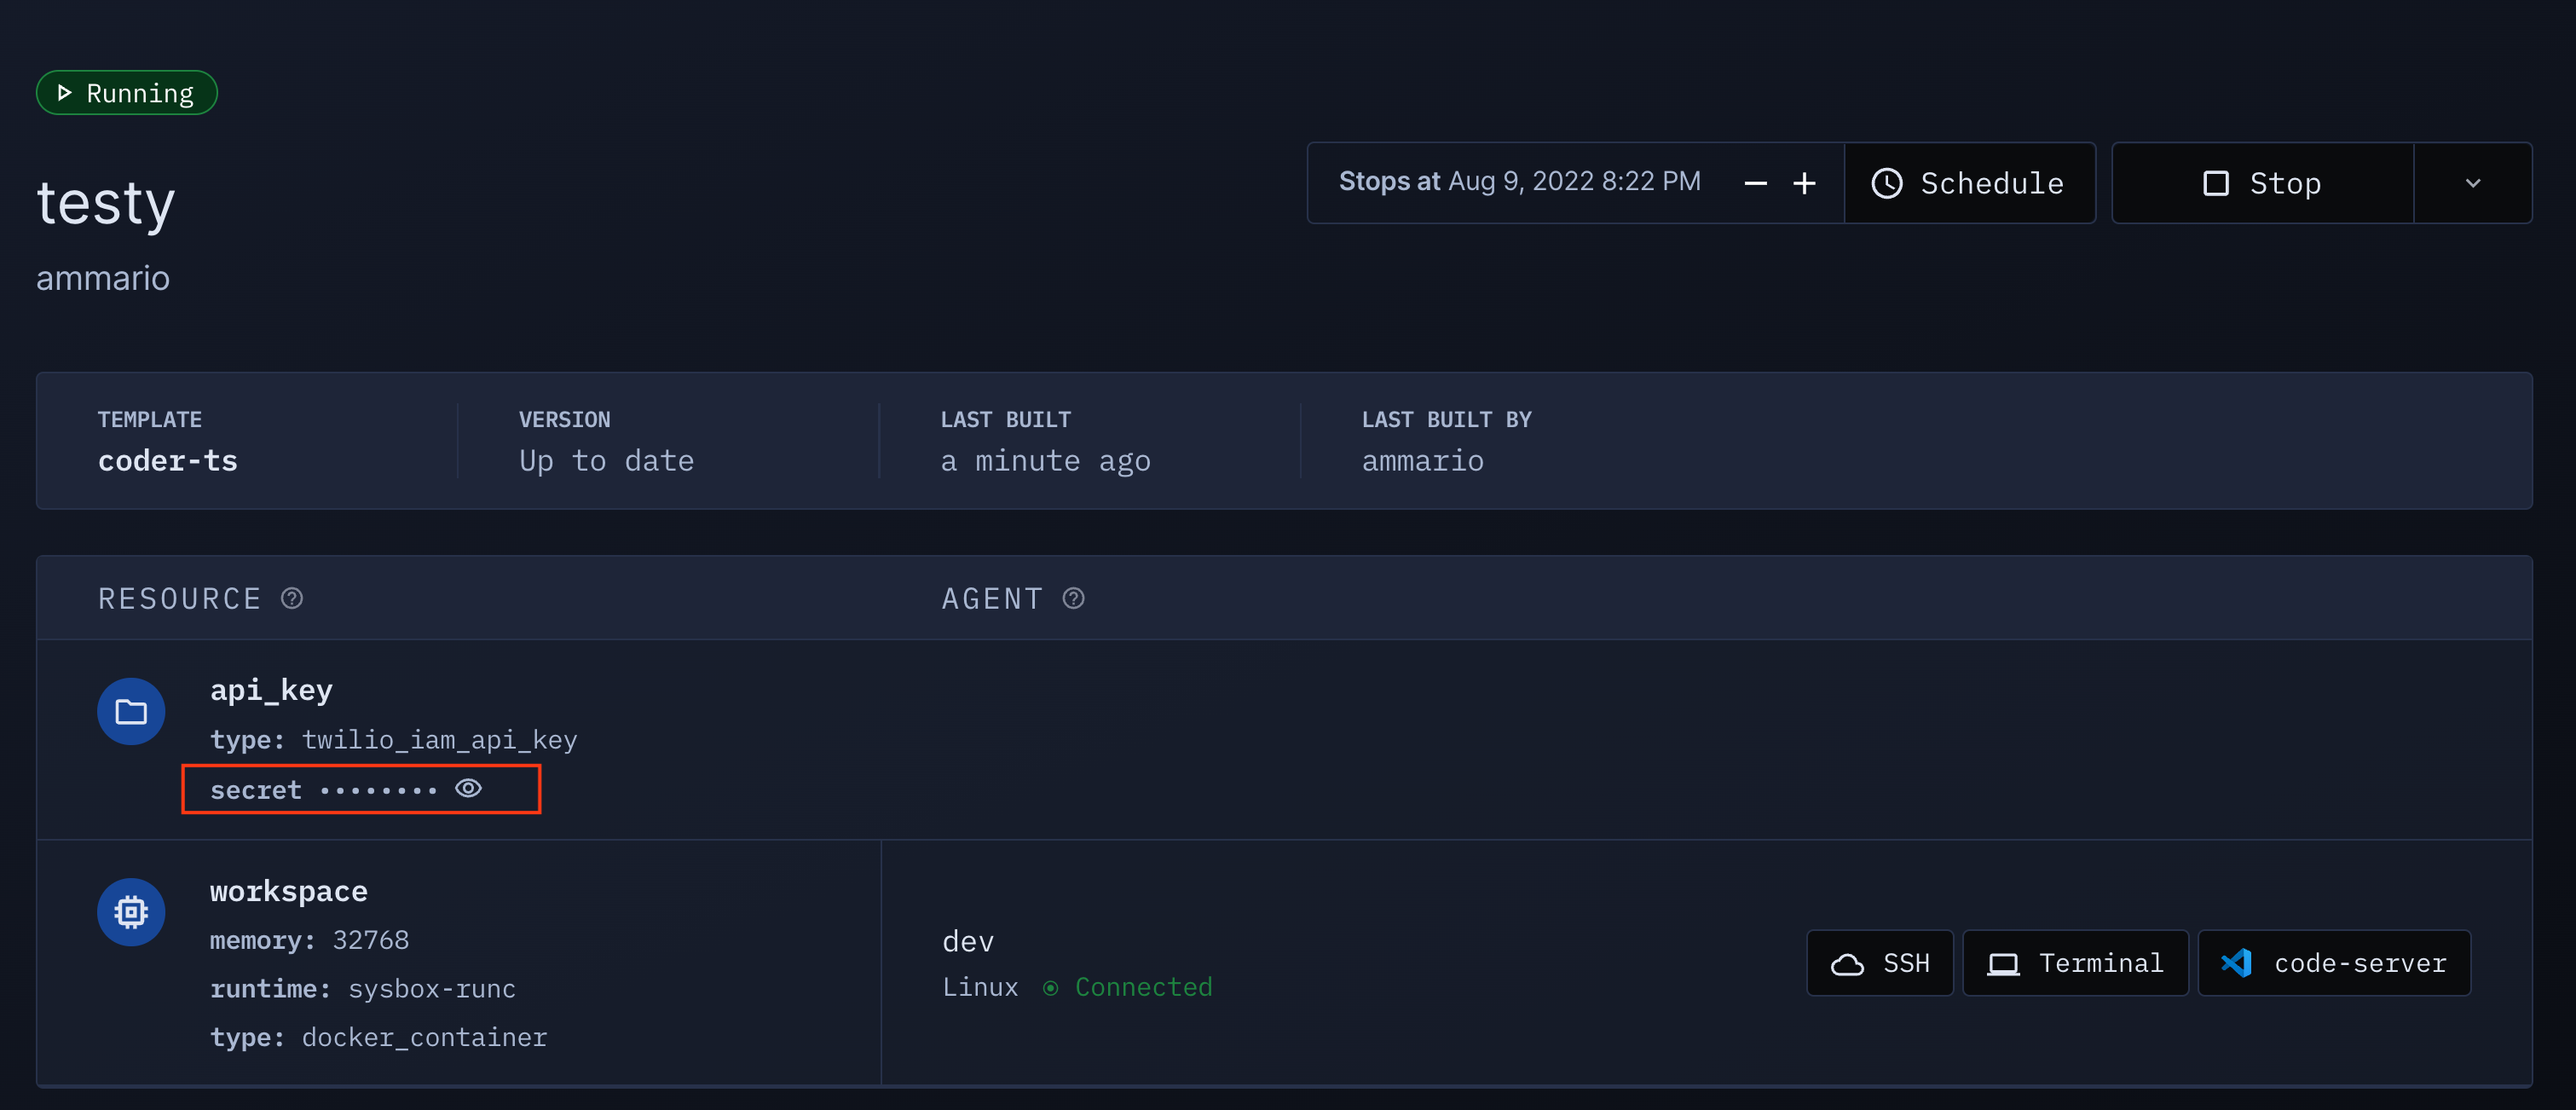 Running
testy
ammario
Stops at Aug 9, 2022 8:22 PM
Schedule
Stop
TEMPLATE
coder-ts
VERSION
Up to date
LAST BUILT
a minute ago
LAST BUILT BY
ammario
RESOURCE
AGENT
api_key
type: twilio_iam_api_key
secret ••••••••
workspace
memory: 32768
runtime: sysbox-runc
type: docker_container
dev
Linux Connected
SSH
Terminal
code-server